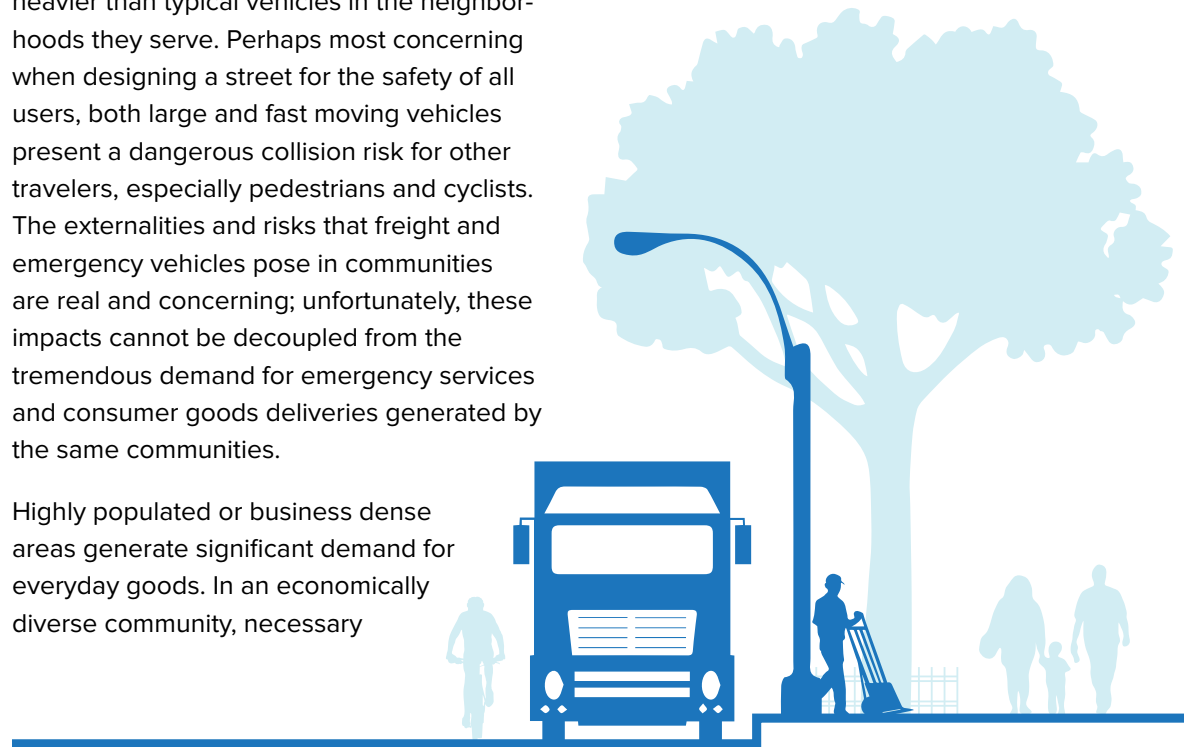 heavier than typical vehicles in the neighbor-
hoods they serve. Perhaps most concerning
when designing a street for the safety of all
users, both large and fast moving vehicles
present a dangerous collision risk for other
travelers, especially pedestrians and cyclists.
The externalities and risks that freight and
emergency vehicles pose in communities
are real and concerning; unfortunately, these
impacts cannot be decoupled from the
tremendous demand for emergency services
and consumer goods deliveries generated by
the same communities.
Highly populated or business dense
areas generate significant demand for
everyday goods. In an economically
diverse community, necessary